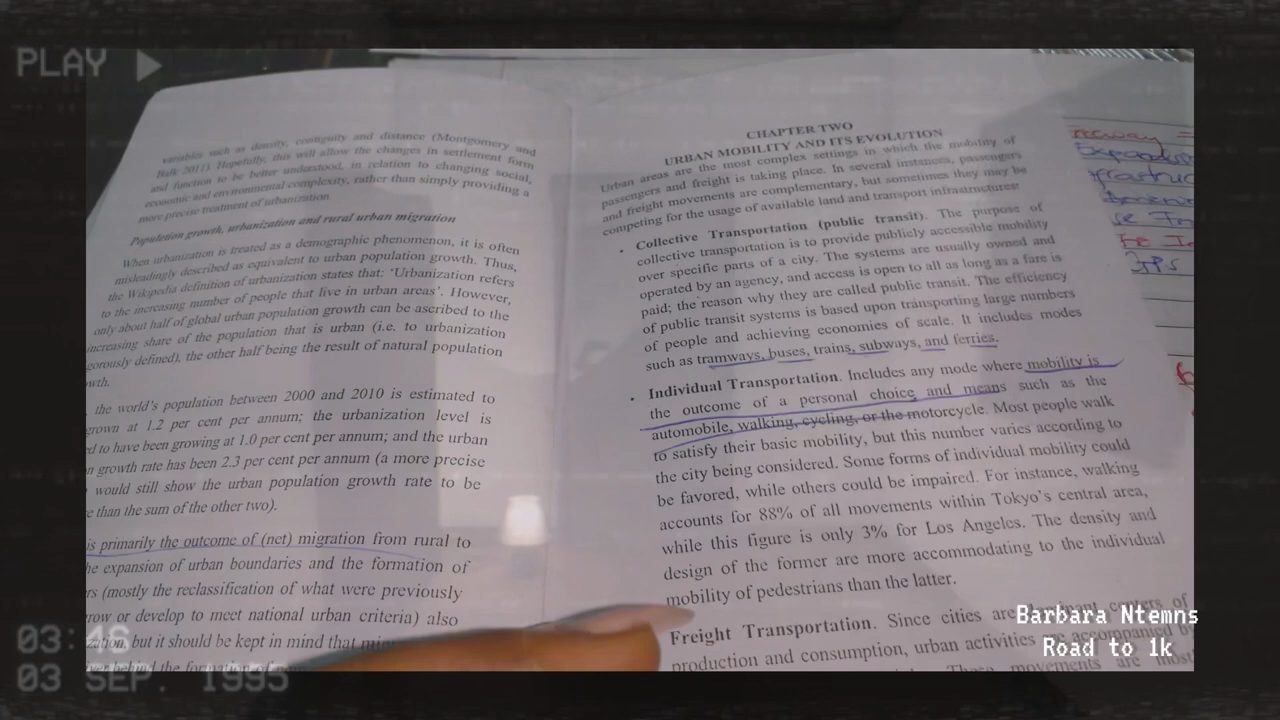 PLAY
variables such as density, contiguity and distance (Montgomery and
Balk 2011). Hopefully, this will allow the changes in settlement form
and function to be better understood, in relation to changing social,
economic and environmental complexity, rather than simply providing a
more precise treatment of urbanization.
Population growth, urbanization and rural urban migration
When urbanization is treated as a demographic phenomenon, it is often
misleadingly described as equivalent to urban population growth. Thus,
the Wikipedia definition of urbanization states that: 'Urbanization refers
to the increasing number of people that live in urban areas'. However,
only about half of global urban population growth can be ascribed to the
increasing share of the population that is urban (i.e. to urbanization
gorously defined), the other half being the result of natural population
wth.
the world's population between 2000 and 2010 is estimated to
grown at 1.2 per cent per annum; the urbanization level is
d to have been growing at 1.0 per cent per annum; and the urban
n growth rate has been 2.3 per cent per annum (a more precise
would still show the urban population growth rate to be
e than the sum of the other two).
is primarily the outcome of (net) migration from rural to
he expansion of urban boundaries and the formation of
rs (mostly the reclassification of what were previously
row or develop to meet national urban criteria) also
zation, but it should be kept in mind that
behind the formation of
CHAPTER TWO
URBAN MOBILITY AND ITS EVOLUTION
Urban areas are the most complex settings in which the mobility of
passengers and freight is taking place. In several instances, passengers
and freight movements are complementary, but sometimes they may be
competing for the usage of available land and transport infrastructures:
• Collective Transportation (public transit). The purpose of
collective transportation is to provide publicly accessible mobility
over specific parts of a city. The systems are usually owned and
operated by an agency, and access is open to all as long as a fare is
paid; the reason why they are called public transit. The efficiency
of public transit systems is based upon transporting large numbers
of people and achieving economies of scale. It includes modes
such as tramways, buses, trains, subways, and ferries.
• Individual Transportation. Includes any mode where mobility is
the outcome of a personal choice and means such as the
automobile, walking, cycling, or the motorcycle. Most people walk
to satisfy their basic mobility, but this number varies according to
the city being considered. Some forms of individual mobility could
be favored, while others could be impaired. For instance, walking
accounts for 88% of all movements within Tokyo's central area,
while this figure is only 3% for Los Angeles. The density and
design of the former are more accommodating to the individual
mobility of pedestrians than the latter.
Freight Transportation. Since cities are centers of
production and consumption, urban activities are accompanied by
These movements are
GPS
Barbara Ntemns
Road to 1k
03:46
03 SEP. 1995